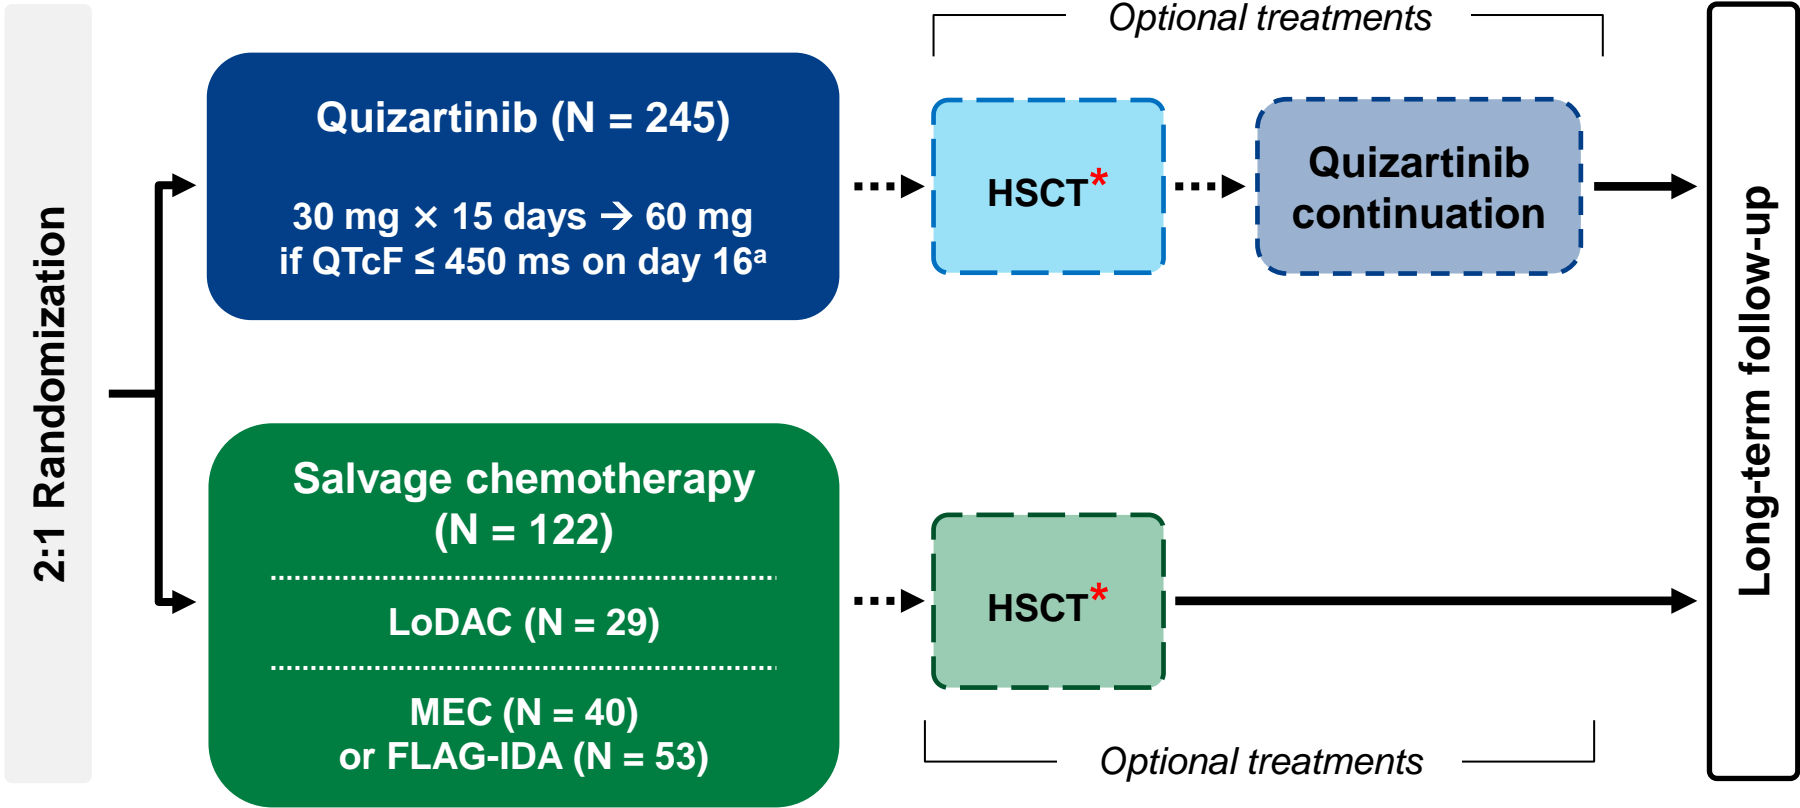 2:1 Randomization
Optional treatments
Quizartinib (N = 245)
30 mg × 15 days → 60 mg
if QTcF ≤ 450 ms on day 16ᵃ
HSCT*
Quizartinib
continuation
Salvage chemotherapy
(N = 122)
LoDAC (N = 29)
MEC (N = 40)
or FLAG-IDA (N = 53)
HSCT*
Optional treatments
Long-term follow-up